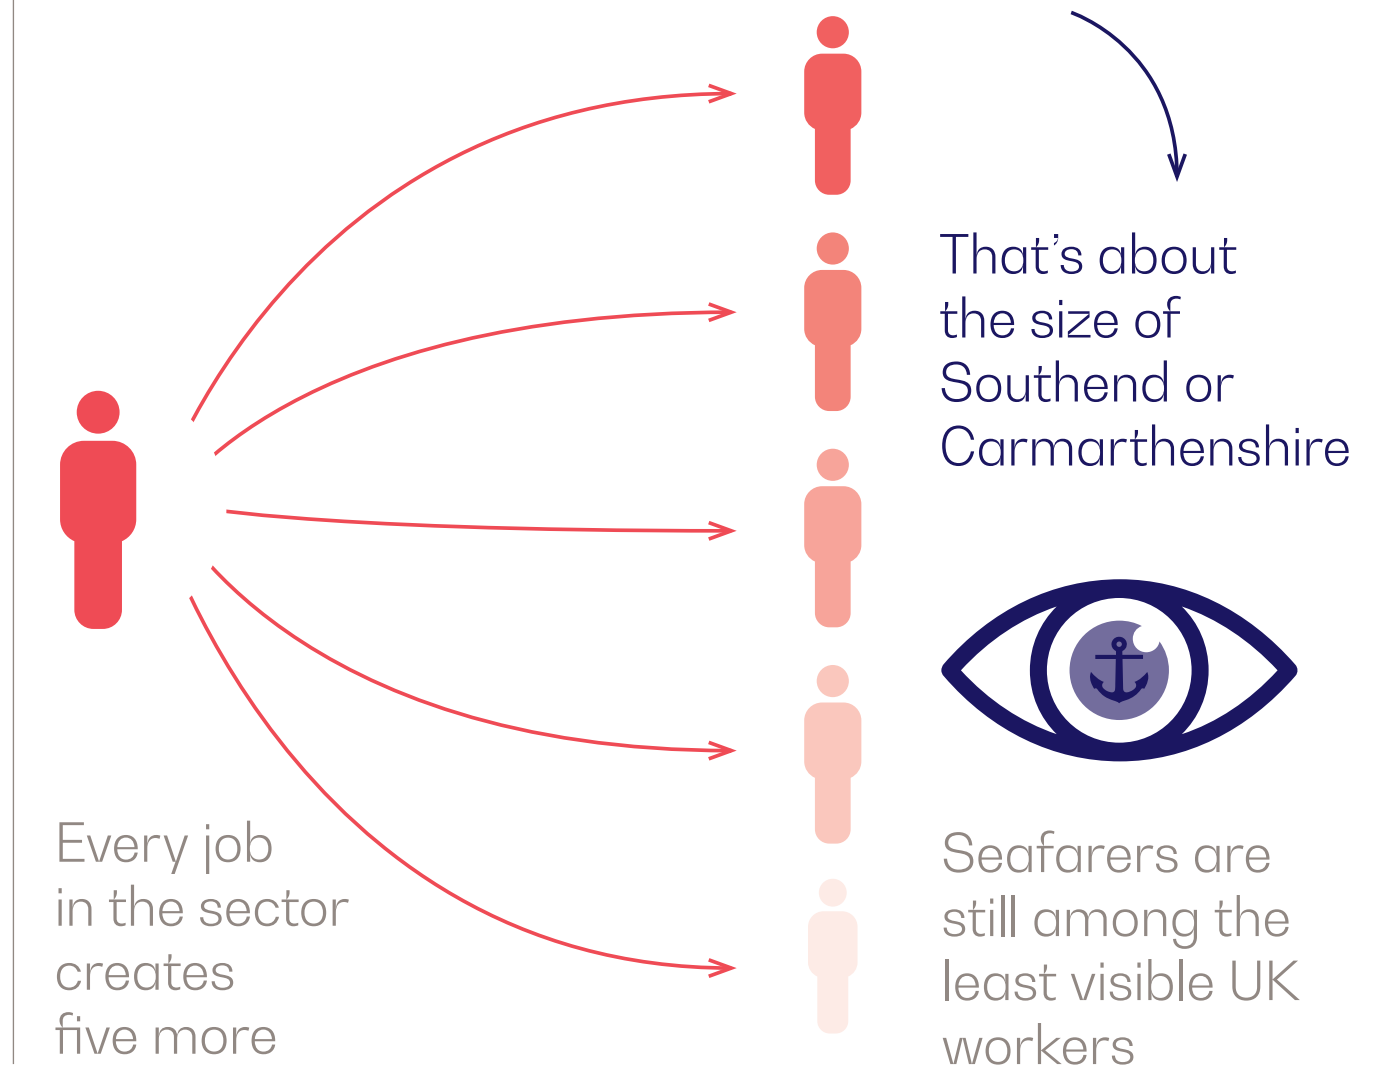 That's about
the size of
Southend or
Carmarthenshire
Every job
in the sector
creates
five more
Seafarers are
still among the
least visible UK
workers